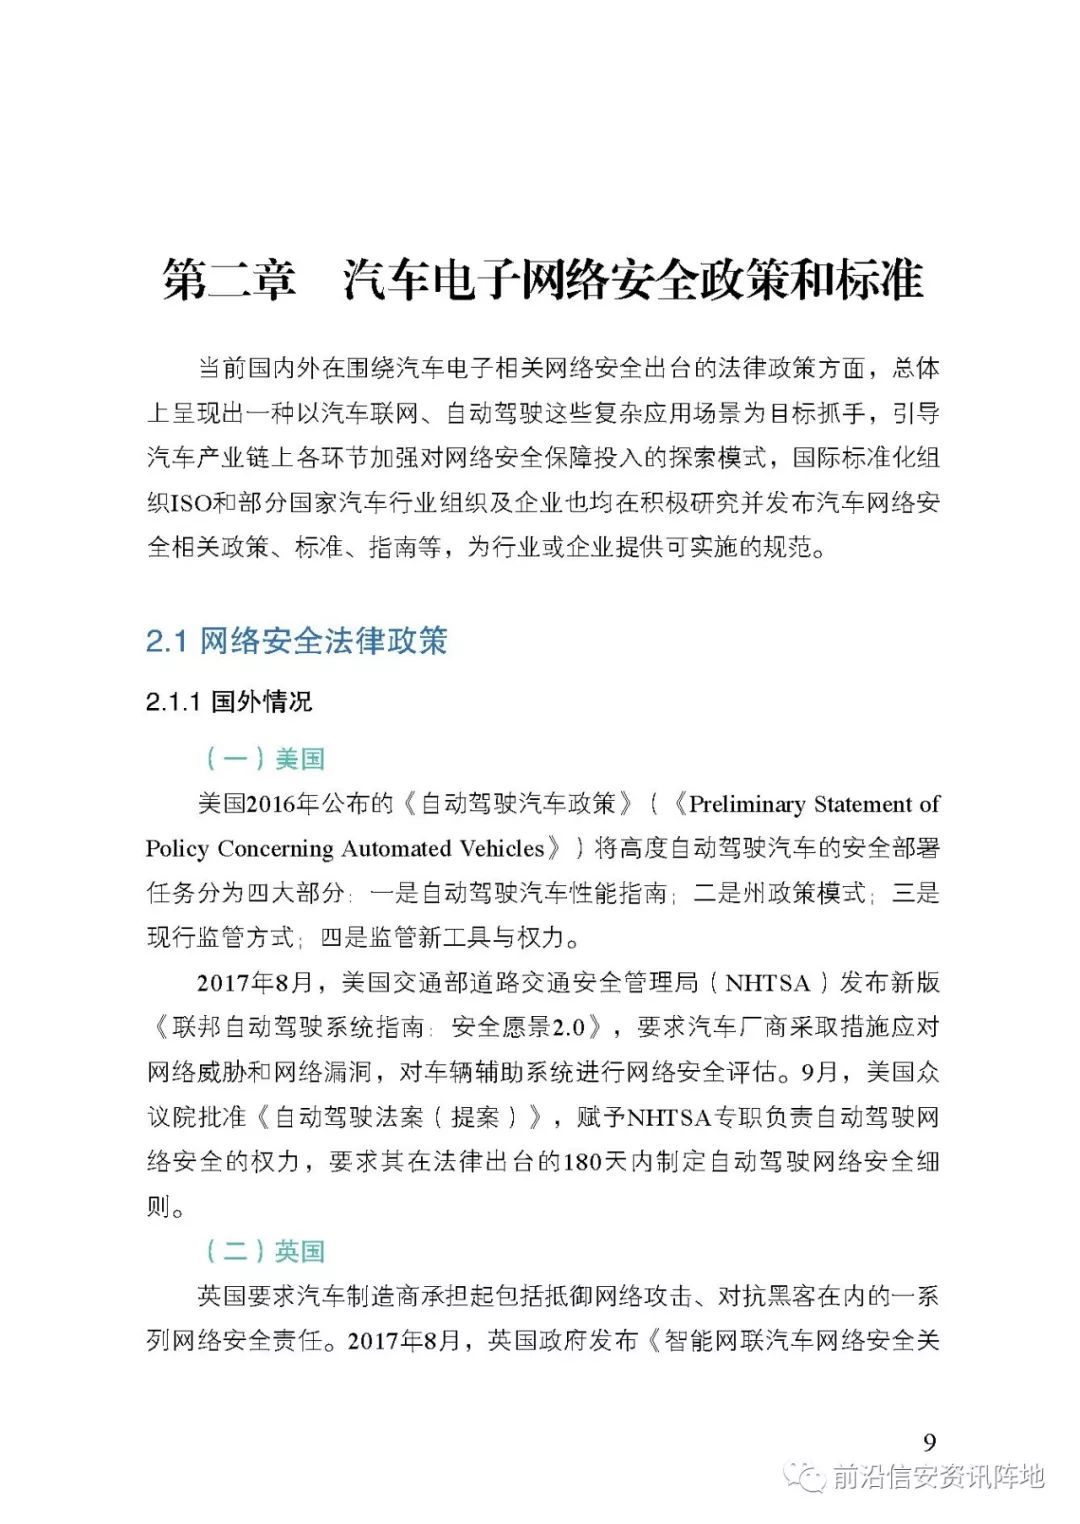 第二章 汽车电子网络安全政策和标准
当前国内外在围绕汽车电子相关网络安全出台的法律政策方面，总体
上呈现出一种以汽车联网、自动驾驶这些复杂应用场景为目标抓手，引导
汽车产业链上各环节加强对网络安全保障投入的探索模式，国际标准化组
织ISO和部分国家汽车行业组织及企业也均在积极研究并发布汽车网络安
全相关政策、标准、指南等，为行业或企业提供可实施的规范。
2.1 网络安全法律政策
2.1.1 国外情况
（一）美国
美国2016年公布的《自动驾驶汽车政策》（《Preliminary Statement of
Policy Concerning Automated Vehicles》）将高度自动驾驶汽车的安全部署
任务分为四大部分：一是自动驾驶汽车性能指南；二是州政策模式；三是
现行监管方式；四是监管新工具与权力。
2017年8月，美国交通部道路交通安全管理局（NHTSA）发布新版
《联邦自动驾驶系统指南：安全愿景2.0》，要求汽车厂商采取措施应对
网络威胁和网络漏洞，对车辆辅助系统进行网络安全评估。9月，美国众
议院批准《自动驾驶法案（提案）》，赋予NHTSA专职负责自动驾驶网
络安全的权力，要求其在法律出台的180天内制定自动驾驶网络安全细
则。
（二）英国
英国要求汽车制造商承担起包括抵御网络攻击、对抗黑客在内的一系
列网络安全责任。2017年8月，英国政府发布《智能网联汽车网络安全关
9
前沿信安资讯阵地